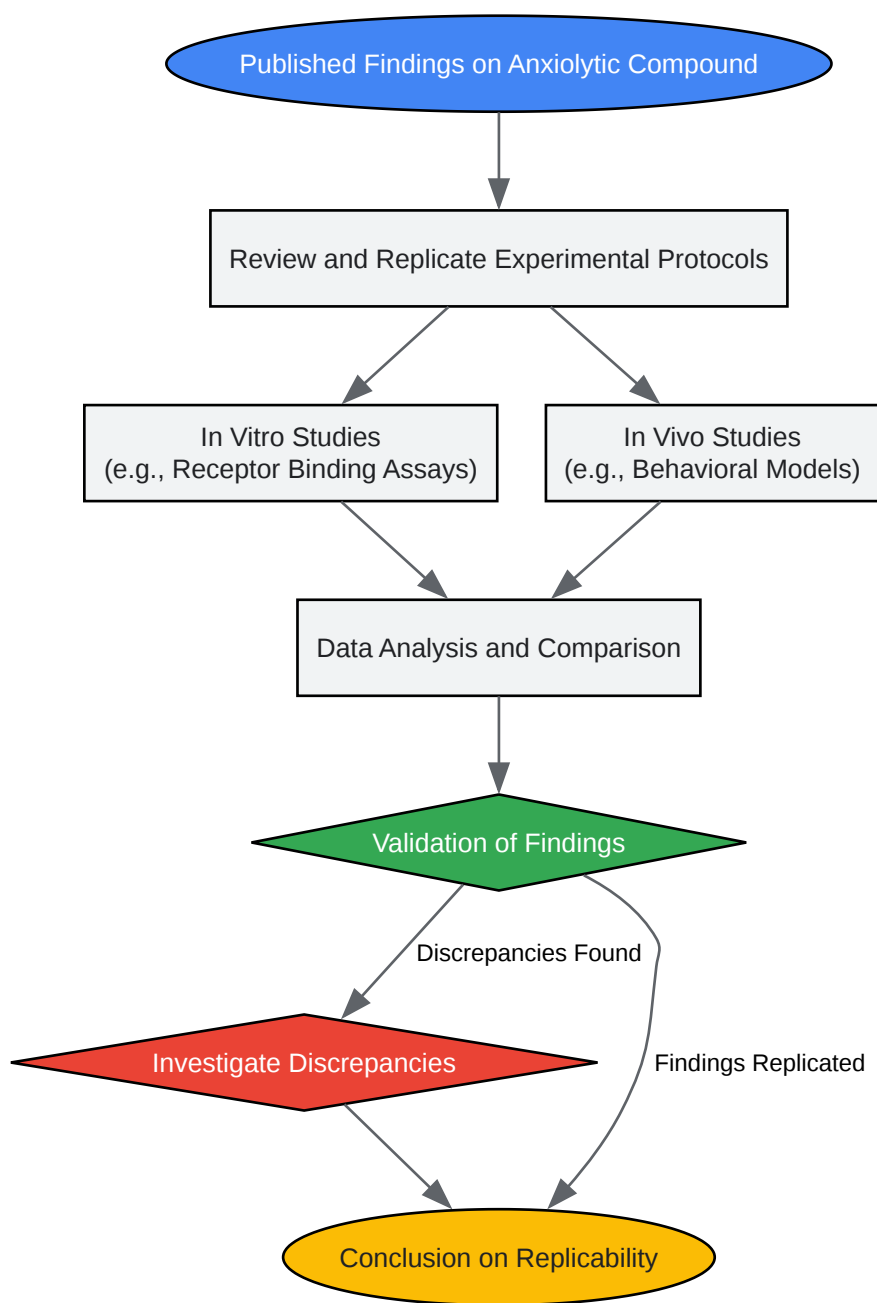 Published Findings on Anxiolytic Compound
Review and Replicate Experimental Protocols
In Vitro Studies
(e.g., Receptor Binding Assays)
In Vivo Studies
(e.g., Behavioral Models)
Data Analysis and Comparison
Validation of Findings
Discrepancies Found
Investigate Discrepancies
Findings Replicated
Conclusion on Replicability